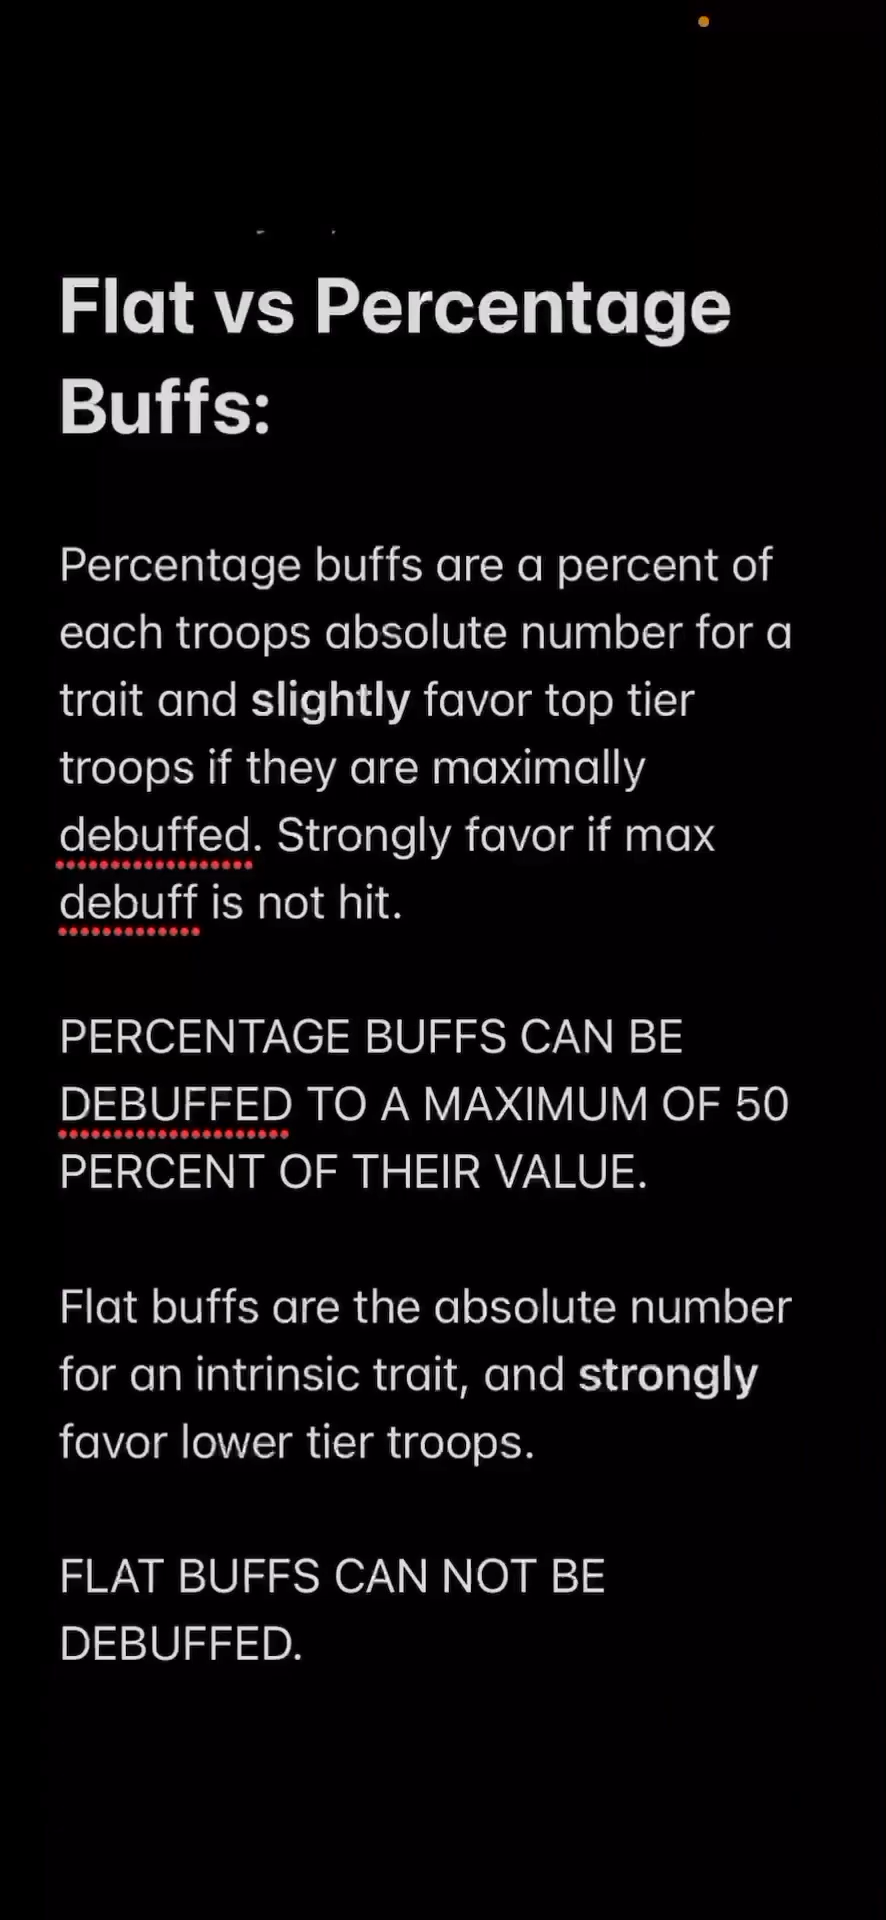 Flat vs Percentage
Buffs:
Percentage buffs are a percent of
each troops absolute number for a
trait and slightly favor top tier
troops if they are maximally
debuffed. Strongly favor if max
debuff is not hit.
PERCENTAGE BUFFS CAN BE
DEBUFFED TO A MAXIMUM OF 50
PERCENT OF THEIR VALUE.
Flat buffs are the absolute number
for an intrinsic trait, and strongly
favor lower tier troops.
FLAT BUFFS CAN NOT BE
DEBUFFED.